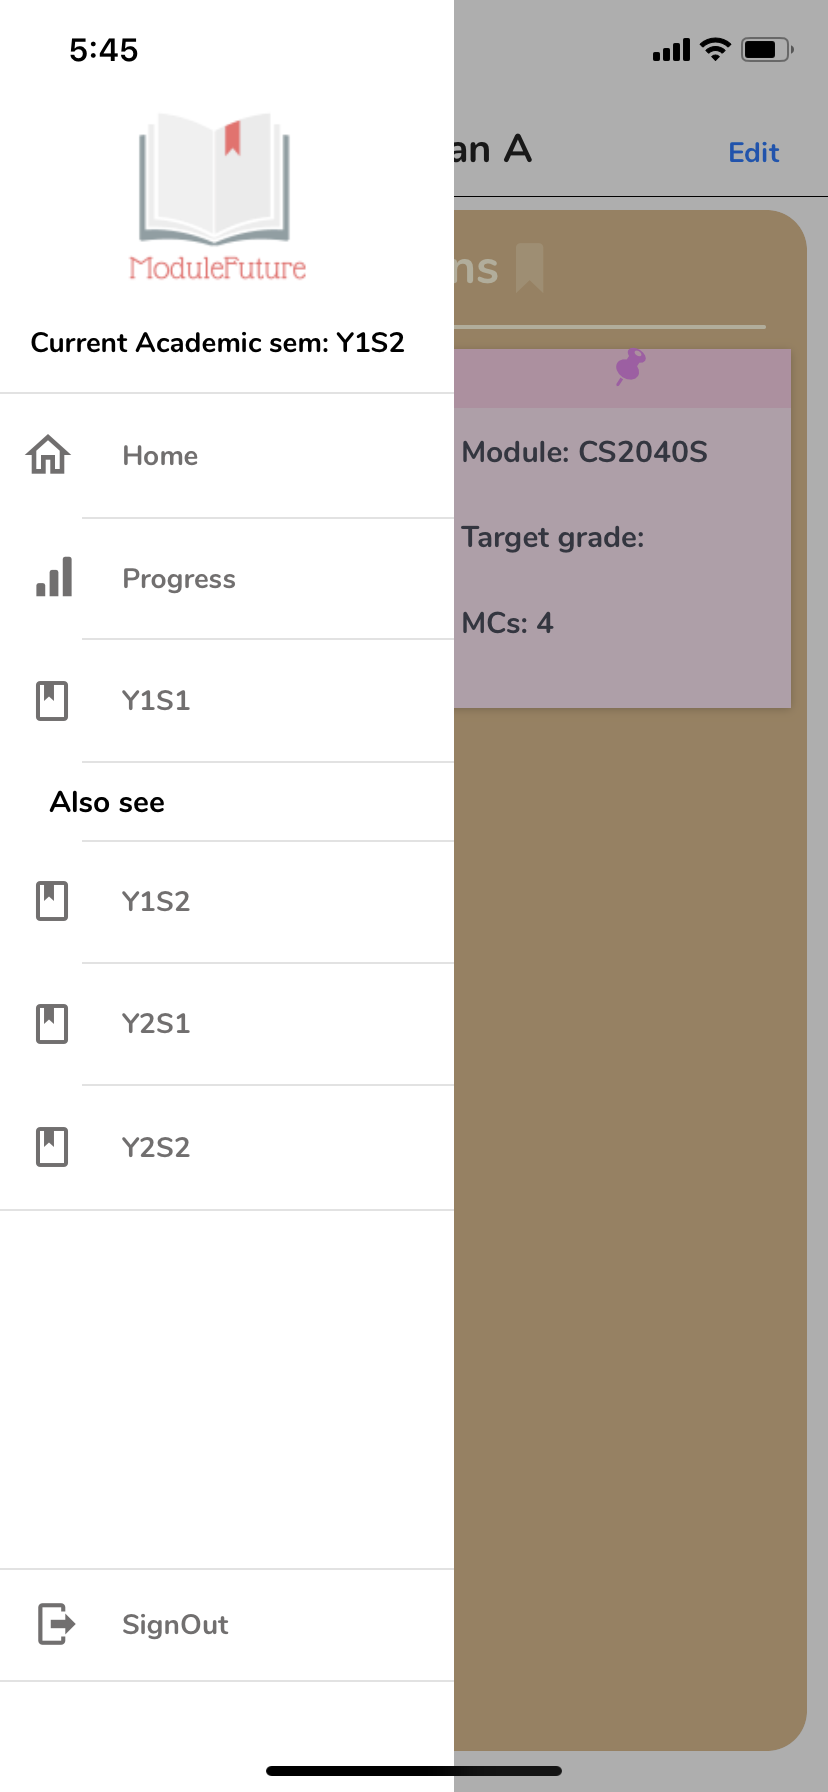 5:45
ModuleFuture
an A
Edit
Current Academic sem: Y1S2
ns
Home
Progress
Y1S1
Also see
Y1S2
Y2S1
Y2S2
SignOut
Module: CS2040S
Target grade:
MCs: 4